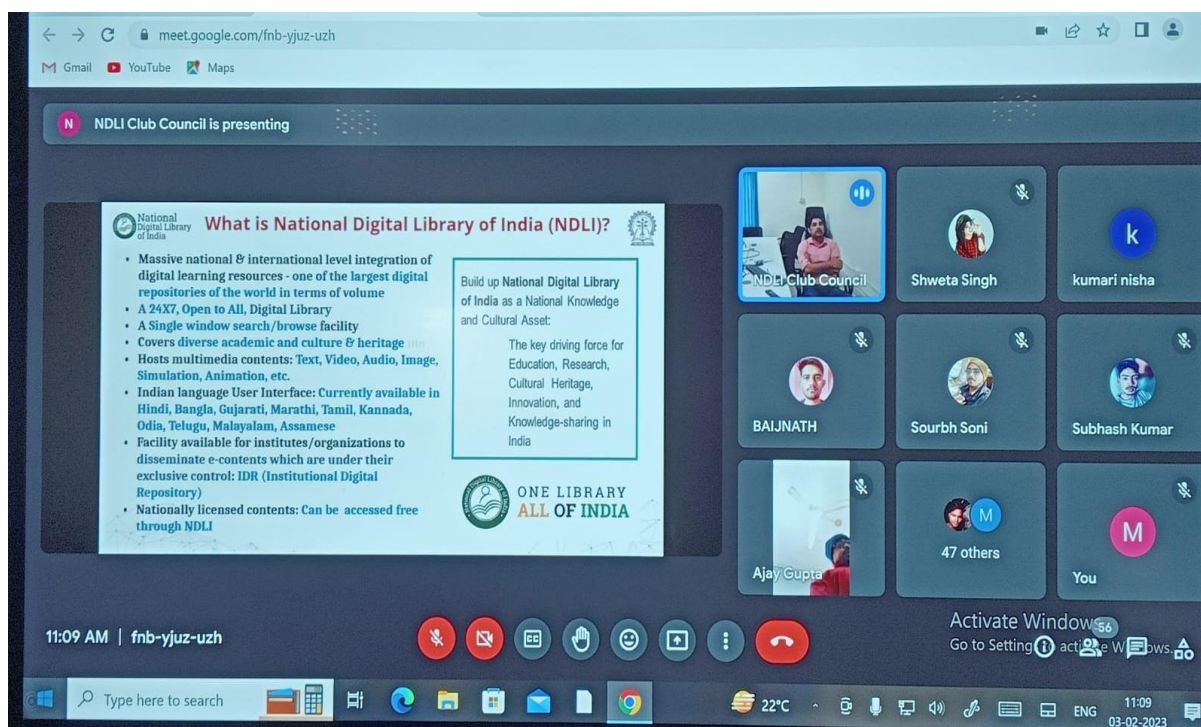 meet.google.com/fnb-yjuz-uzh
Gmail YouTube Maps
N NDLI Club Council is presenting
National
Digital Library
of India
What is National Digital Library of India (NDLI)?
• Massive national & international level integration of
digital learning resources - one of the largest digital
repositories of the world in terms of volume
• A 24X7, Open to All, Digital Library
• A Single window search/browse facility
• Covers diverse academic and culture & heritage
• Hosts multimedia contents: Text, Video, Audio, Image,
Simulation, Animation, etc.
• Indian language User Interface: Currently available in
Hindi, Bangla, Gujarati, Marathi, Tamil, Kannada,
Odia, Telugu, Malayalam, Assamese
• Facility available for institutes/organizations to
disseminate e-contents which are under their
exclusive control: IDR (Institutional Digital
Repository)
• Nationally licensed contents: Can be accessed free
through NDLI
Build up National Digital Library
of India as a National Knowledge
and Cultural Asset:
The key driving force for
Education, Research,
Cultural Heritage,
Innovation, and
Knowledge-sharing in
India
ONE LIBRARY
ALL OF INDIA
NDLI Club Council
Shweta Singh
k
kumari nisha
BAIJNATH
Sourbh Soni
Subhash Kumar
Ajay Gupta
M
47 others
M
You
11:09 AM | fnb-yjuz-uzh
CC
Activate Windows
56
Go to Setting activate Windows.
Type here to search
22°C
ENG
11:09
03-02-2023